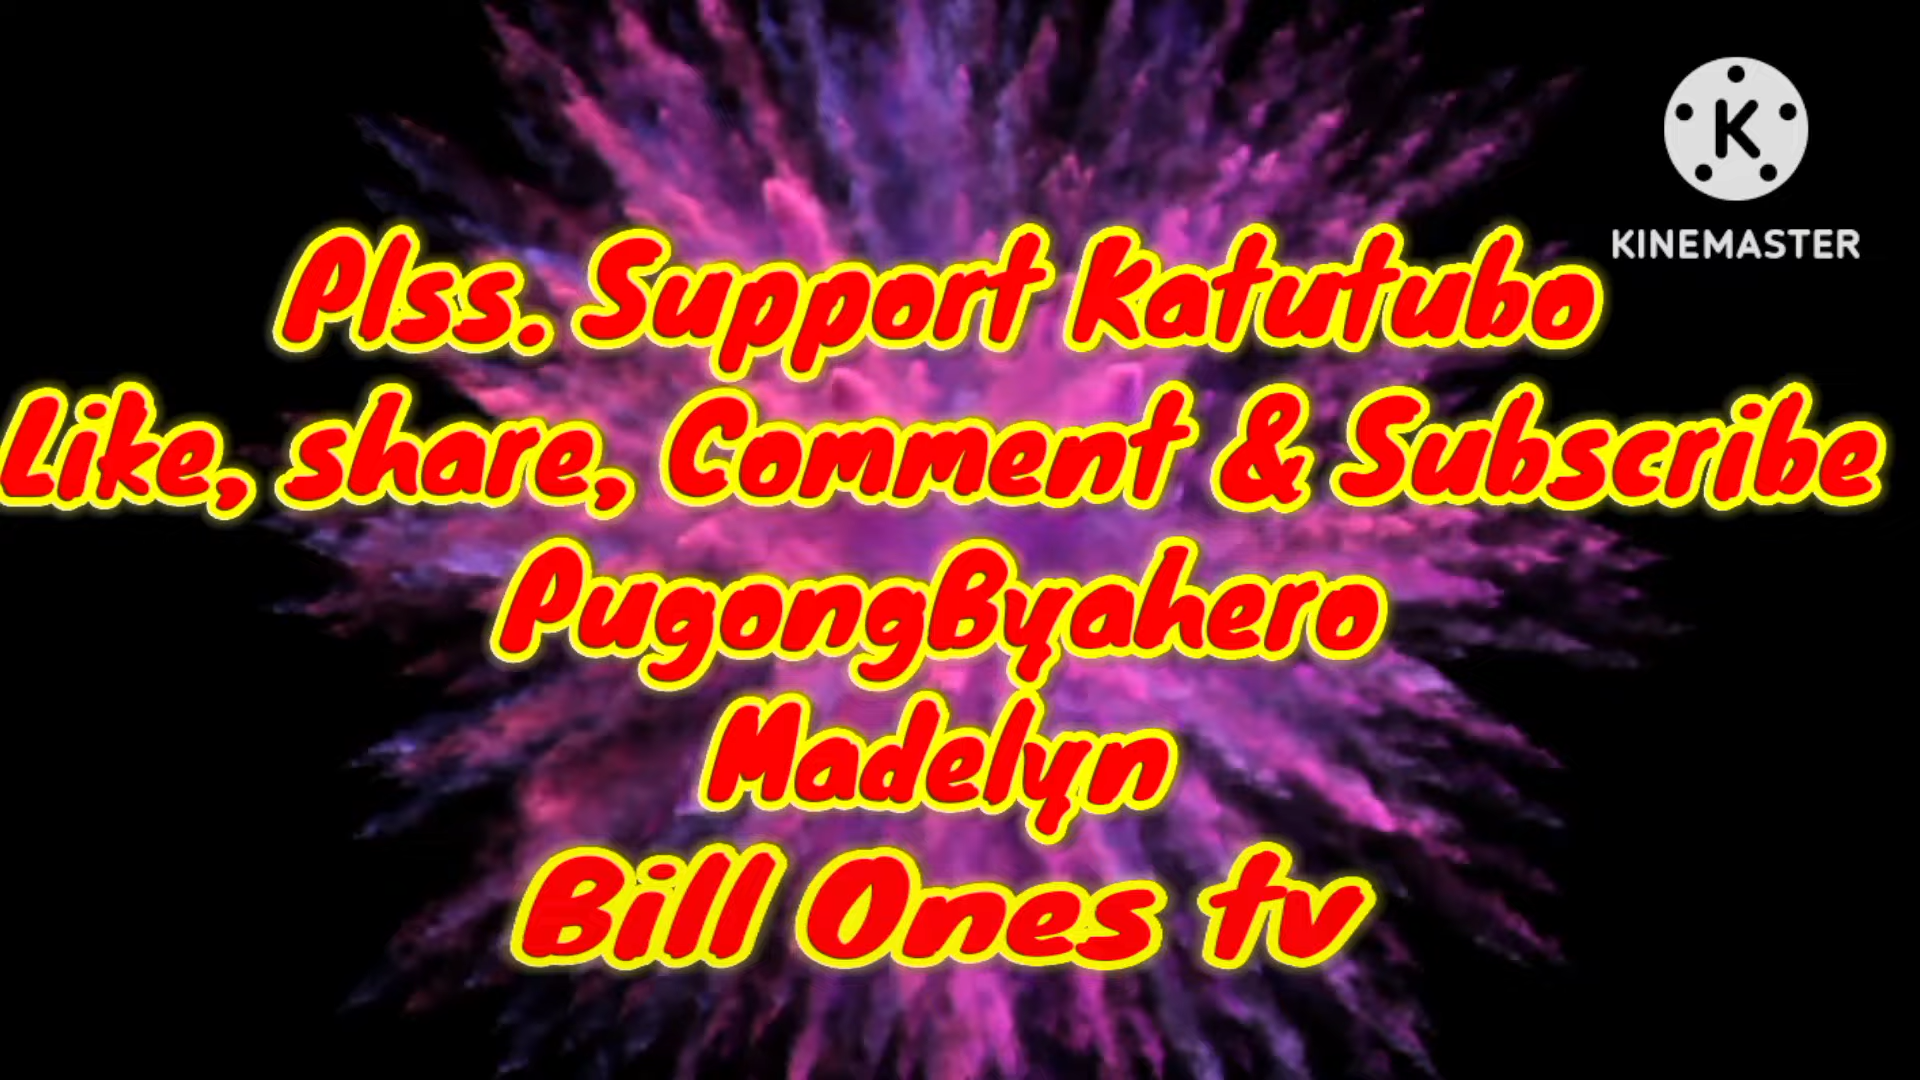 K
KINEMASTER
Plss. Support Katutubo
Like, share, Comment & Subscribe
PugongByahero
Madelyn
Bill Ones tv